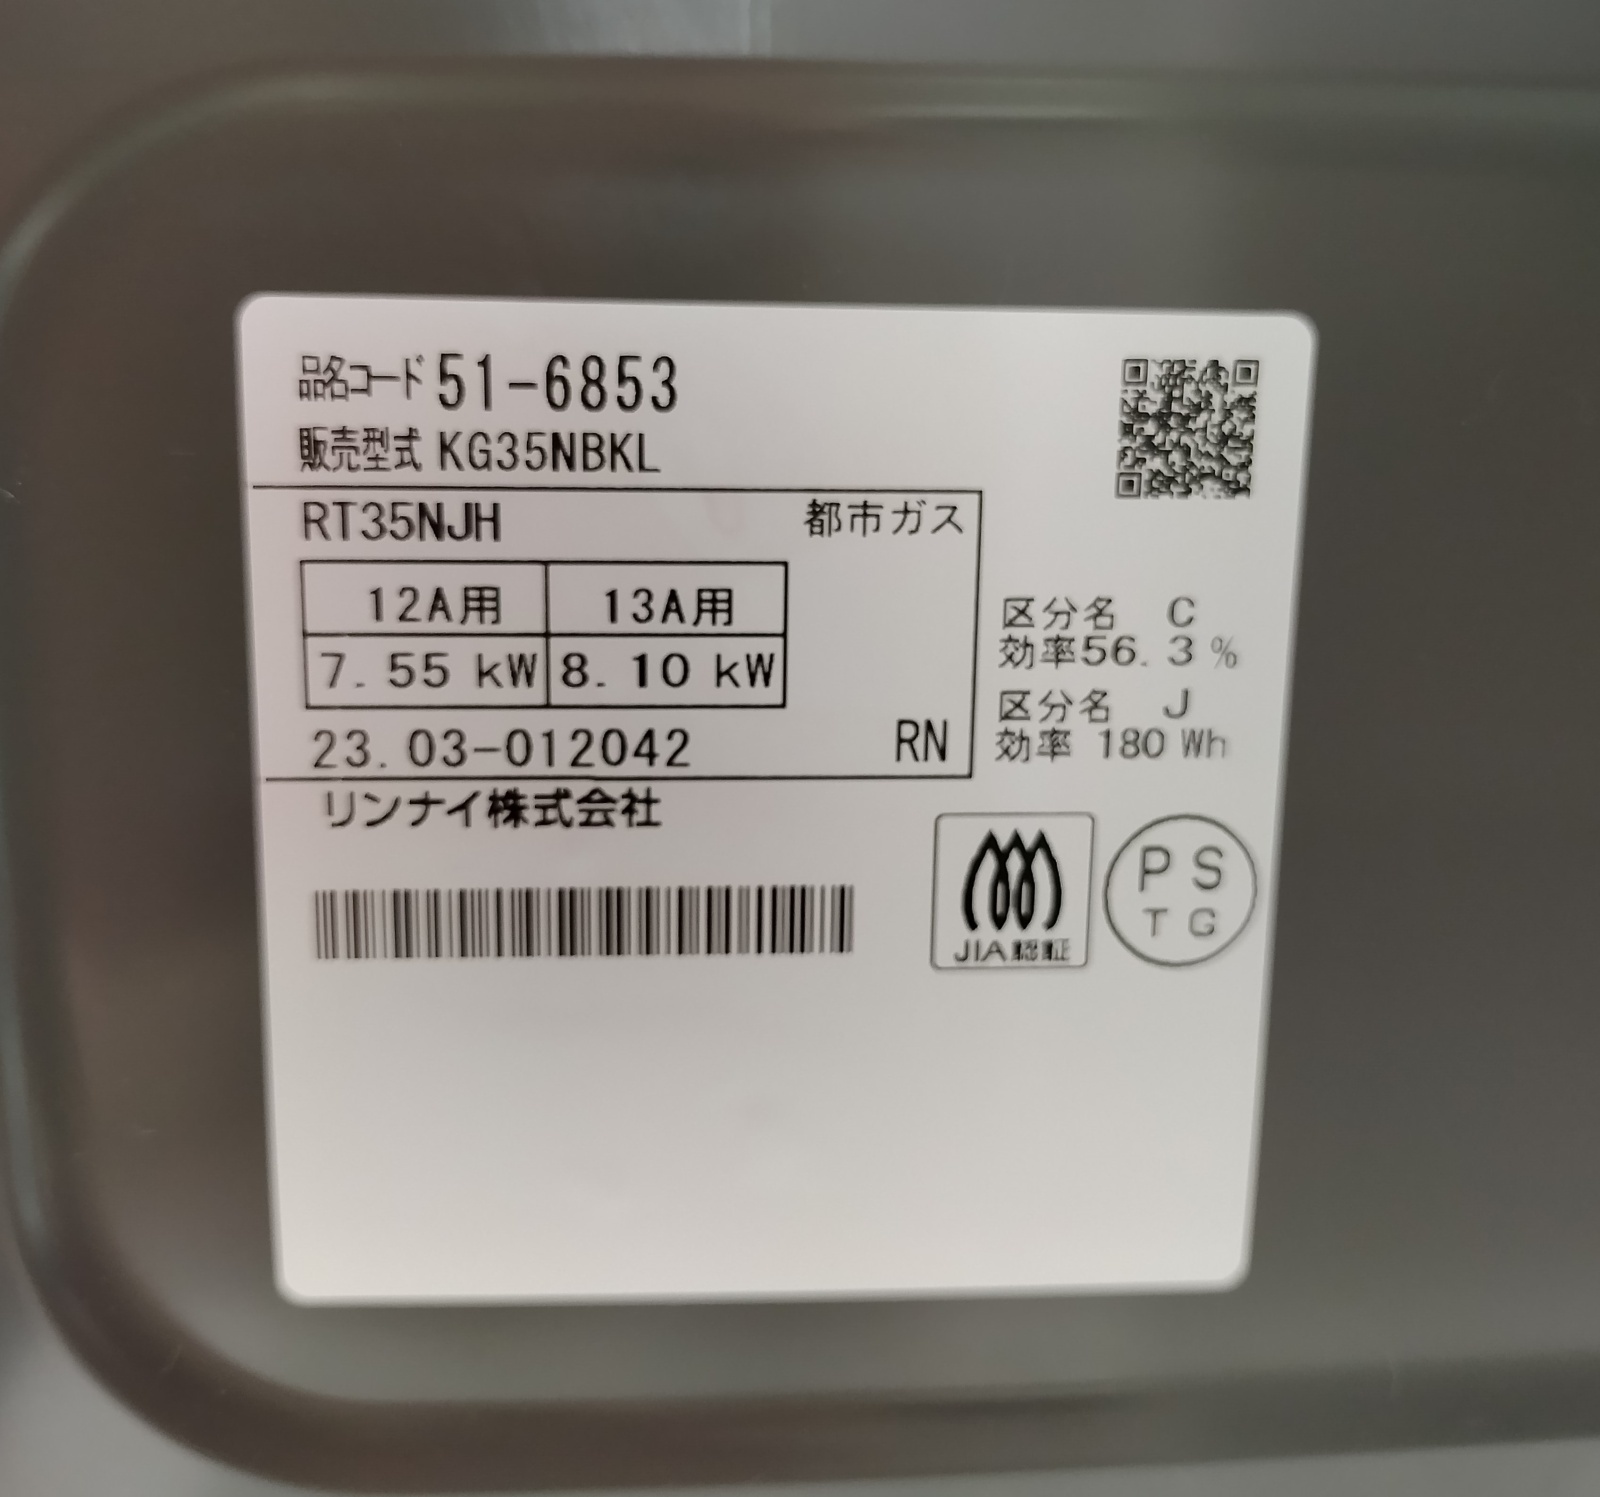 品名コード 51-6853
販売型式 KG35NBKL
RT35NJH 都市ガス
12A用 13A用
7.55 kW 8.10 kW
23.03-012042 RN
リンナイ株式会社
区分名 C
効率56.3%
区分名 J
効率 180 Wh
JIA認証
PS
TG